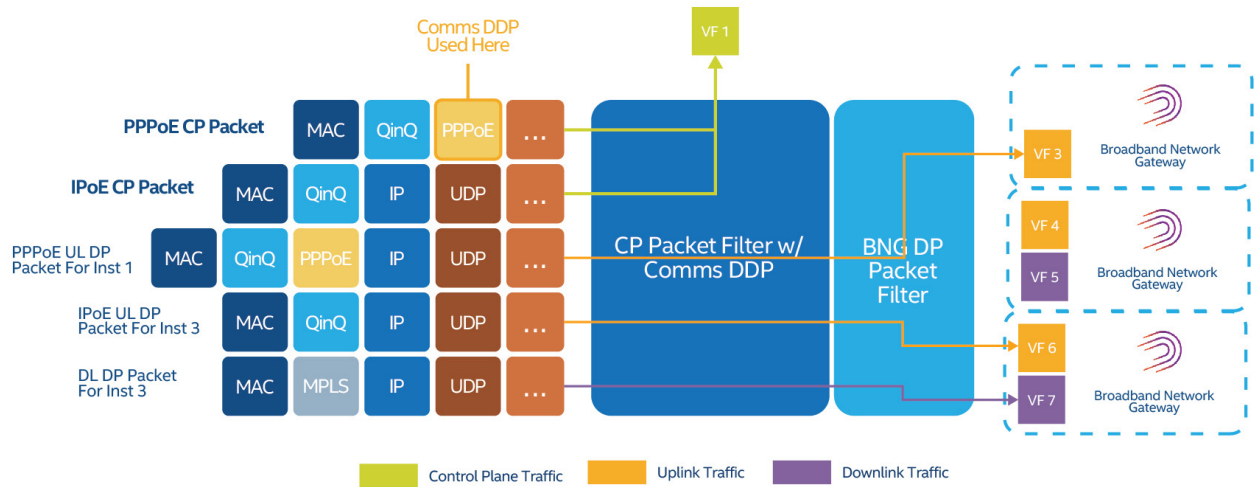 Comms DDP
Used Here
VF 1
PPPoE CP Packet
MAC
QinQ
PPPoE
...
IPoE CP Packet
MAC
QinQ
IP
UDP
...
PPPoE UL DP
Packet For Inst 1
MAC
QinQ
PPPoE
IP
UDP
...
IPoE UL DP
Packet For Inst 3
MAC
QinQ
IP
UDP
...
DL DP Packet
For Inst 3
MAC
MPLS
IP
UDP
...
CP Packet Filter w/
Comms DDP
BNG DP
Packet
Filter
VF 3
Broadband Network
Gateway
VF 4
VF 5
Broadband Network
Gateway
VF 6
VF 7
Broadband Network
Gateway
Control Plane Traffic
Uplink Traffic
Downlink Traffic